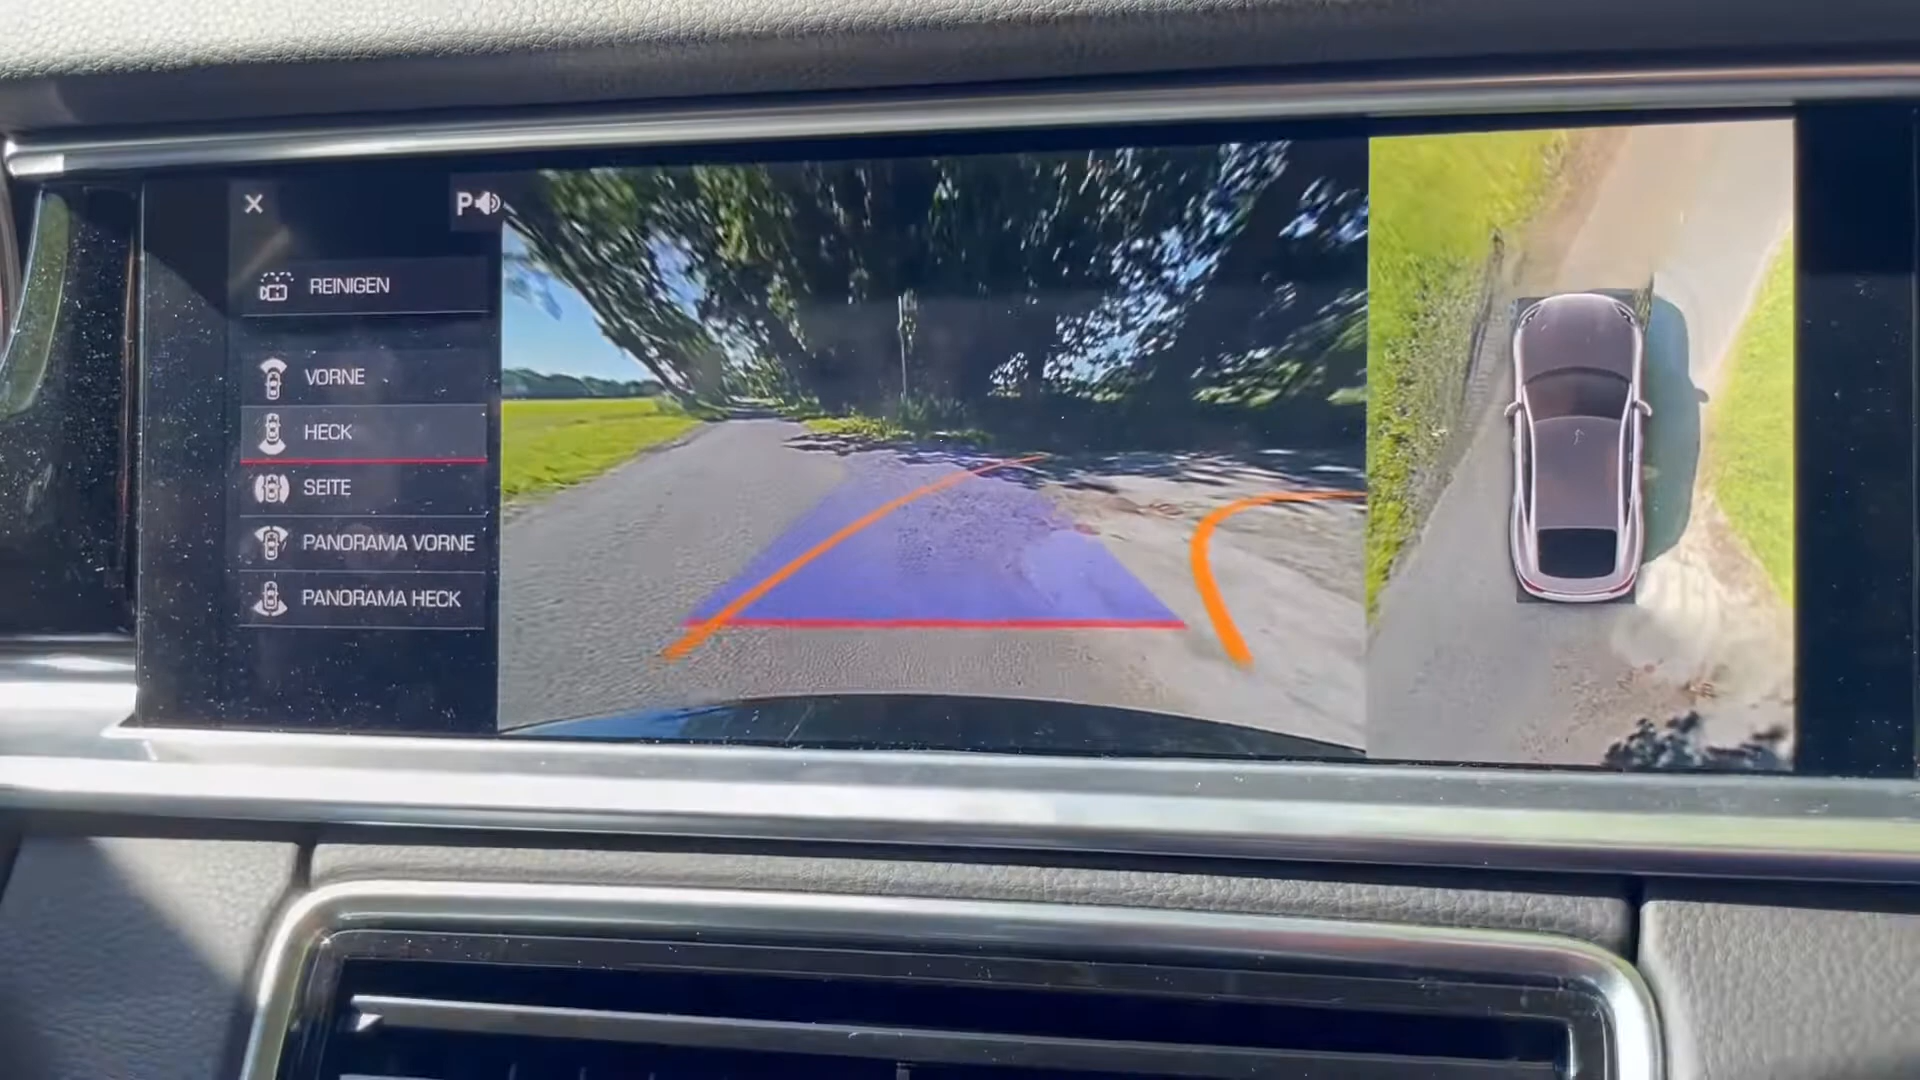 P
REINIGEN
VORNE
HECK
SEITE
PANORAMA VORNE
PANORAMA HECK